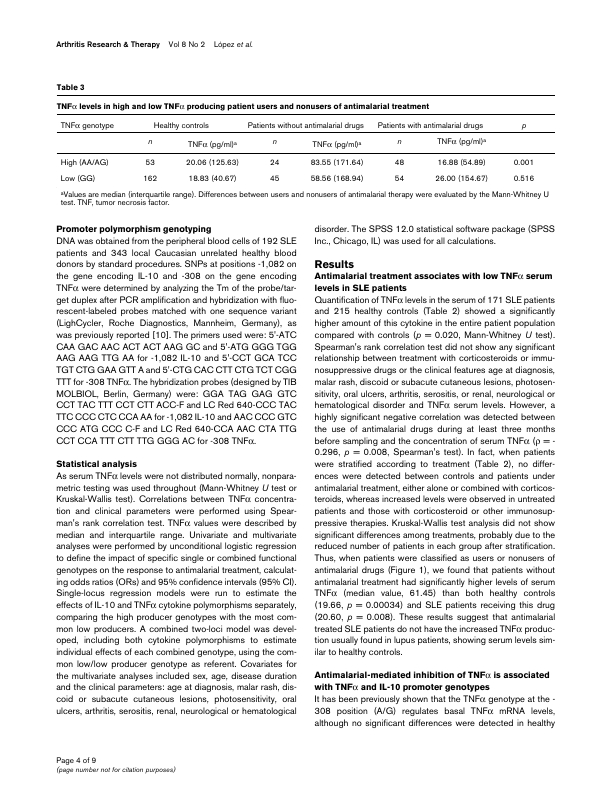 Arthritis Research & Therapy Vol 8 No 2 López et al.
Table 3
TNFα levels in high and low TNFα producing patient users and nonusers of antimalarial treatment
TNFα genotype Healthy controls Patients without antimalarial drugs Patients with antimalarial drugs p
n TNFα (pg/ml)a n TNFα (pg/ml)a n TNFα (pg/ml)a
High (AA/AG) 53 20.06 (125.63) 24 83.55 (171.64) 48 16.88 (54.89) 0.001
Low (GG) 162 18.83 (40.67) 45 58.56 (168.94) 54 26.00 (154.67) 0.516
aValues are median (interquartile range). Differences between users and nonusers of antimalarial therapy were evaluated by the Mann-Whitney U
test. TNF, tumor necrosis factor.
Promoter polymorphism genotyping
DNA was obtained from the peripheral blood cells of 192 SLE
patients and 343 local Caucasian unrelated healthy blood
donors by standard procedures. SNPs at positions -1,082 on
the gene encoding IL-10 and -308 on the gene encoding
TNFα were determined by analyzing the Tm of the probe/tar-
get duplex after PCR amplification and hybridization with fluo-
rescent-labeled probes matched with one sequence variant
(LighCycler, Roche Diagnostics, Mannheim, Germany), as
was previously reported [10]. The primers used were: 5'-ATC
CAA GAC AAC ACT ACT AAG GC and 5'-ATG GGG TGG
AAG AAG TTG AA for -1,082 IL-10 and 5'-CCT GCA TCC
TGT CTG GAA GTT A and 5'-CTG CAC CTT CTG TCT CGG
TTT for -308 TNFα. The hybridization probes (designed by TIB
MOLBIOL, Berlin, Germany) were: GGA TAG GAG GTC
CCT TAC TTT CCT CTT ACC-F and LC Red 640-CCC TAC
TTC CCC CTC CCA AA for -1,082 IL-10 and AAC CCC GTC
CCC ATG CCC C-F and LC Red 640-CCA AAC CTA TTG
CCT CCA TTT CTT TTG GGG AC for -308 TNFα.
Statistical analysis
As serum TNFα levels were not distributed normally, nonpara-
metric testing was used throughout (Mann-Whitney U test or
Kruskal-Wallis test). Correlations between TNFα concentra-
tion and clinical parameters were performed using Spear-
man's rank correlation test. TNFα values were described by
median and interquartile range. Univariate and multivariate
analyses were performed by unconditional logistic regression
to define the impact of specific single or combined functional
genotypes on the response to antimalarial treatment, calculat-
ing odds ratios (ORs) and 95% confidence intervals (95% CI).
Single-locus regression models were run to estimate the
effects of IL-10 and TNFα cytokine polymorphisms separately,
comparing the high producer genotypes with the most com-
mon low producers. A combined two-loci model was devel-
oped, including both cytokine polymorphisms to estimate
individual effects of each combined genotype, using the com-
mon low/low producer genotype as referent. Covariates for
the multivariate analyses included sex, age, disease duration
and the clinical parameters: age at diagnosis, malar rash, dis-
coid or subacute cutaneous lesions, photosensitivity, oral
ulcers, arthritis, serositis, renal, neurological or hematological
disorder. The SPSS 12.0 statistical software package (SPSS
Inc., Chicago, IL) was used for all calculations.
Results
Antimalarial treatment associates with low TNFα serum
levels in SLE patients
Quantification of TNFα levels in the serum of 171 SLE patients
and 215 healthy controls (Table 2) showed a significantly
higher amount of this cytokine in the entire patient population
compared with controls (p = 0.020, Mann-Whitney U test).
Spearman's rank correlation test did not show any significant
relationship between treatment with corticosteroids or immu-
nosuppressive drugs or the clinical features age at diagnosis,
malar rash, discoid or subacute cutaneous lesions, photosen-
sitivity, oral ulcers, arthritis, serositis, or renal, neurological or
hematological disorder and TNFα serum levels. However, a
highly significant negative correlation was detected between
the use of antimalarial drugs during at least three months
before sampling and the concentration of serum TNFα (ρ = -
0.296, p = 0.008, Spearman's test). In fact, when patients
were stratified according to treatment (Table 2), no differ-
ences were detected between controls and patients under
antimalarial treatment, either alone or combined with corticos-
teroids, whereas increased levels were observed in untreated
patients and those with corticosteroid or other immunosup-
pressive therapies. Kruskal-Wallis test analysis did not show
significant differences among treatments, probably due to the
reduced number of patients in each group after stratification.
Thus, when patients were classified as users or nonusers of
antimalarial drugs (Figure 1), we found that patients without
antimalarial treatment had significantly higher levels of serum
TNFα (median value, 61.45) than both healthy controls
(19.66, p = 0.00034) and SLE patients receiving this drug
(20.60, p = 0.008). These results suggest that antimalarial
treated SLE patients do not have the increased TNFα produc-
tion usually found in lupus patients, showing serum levels sim-
ilar to healthy controls.
Antimalarial-mediated inhibition of TNFα is associated
with TNFα and IL-10 promoter genotypes
It has been previously shown that the TNFα genotype at the -
308 position (A/G) regulates basal TNFα mRNA levels,
although no significant differences were detected in healthy
Page 4 of 9
(page number not for citation purposes)